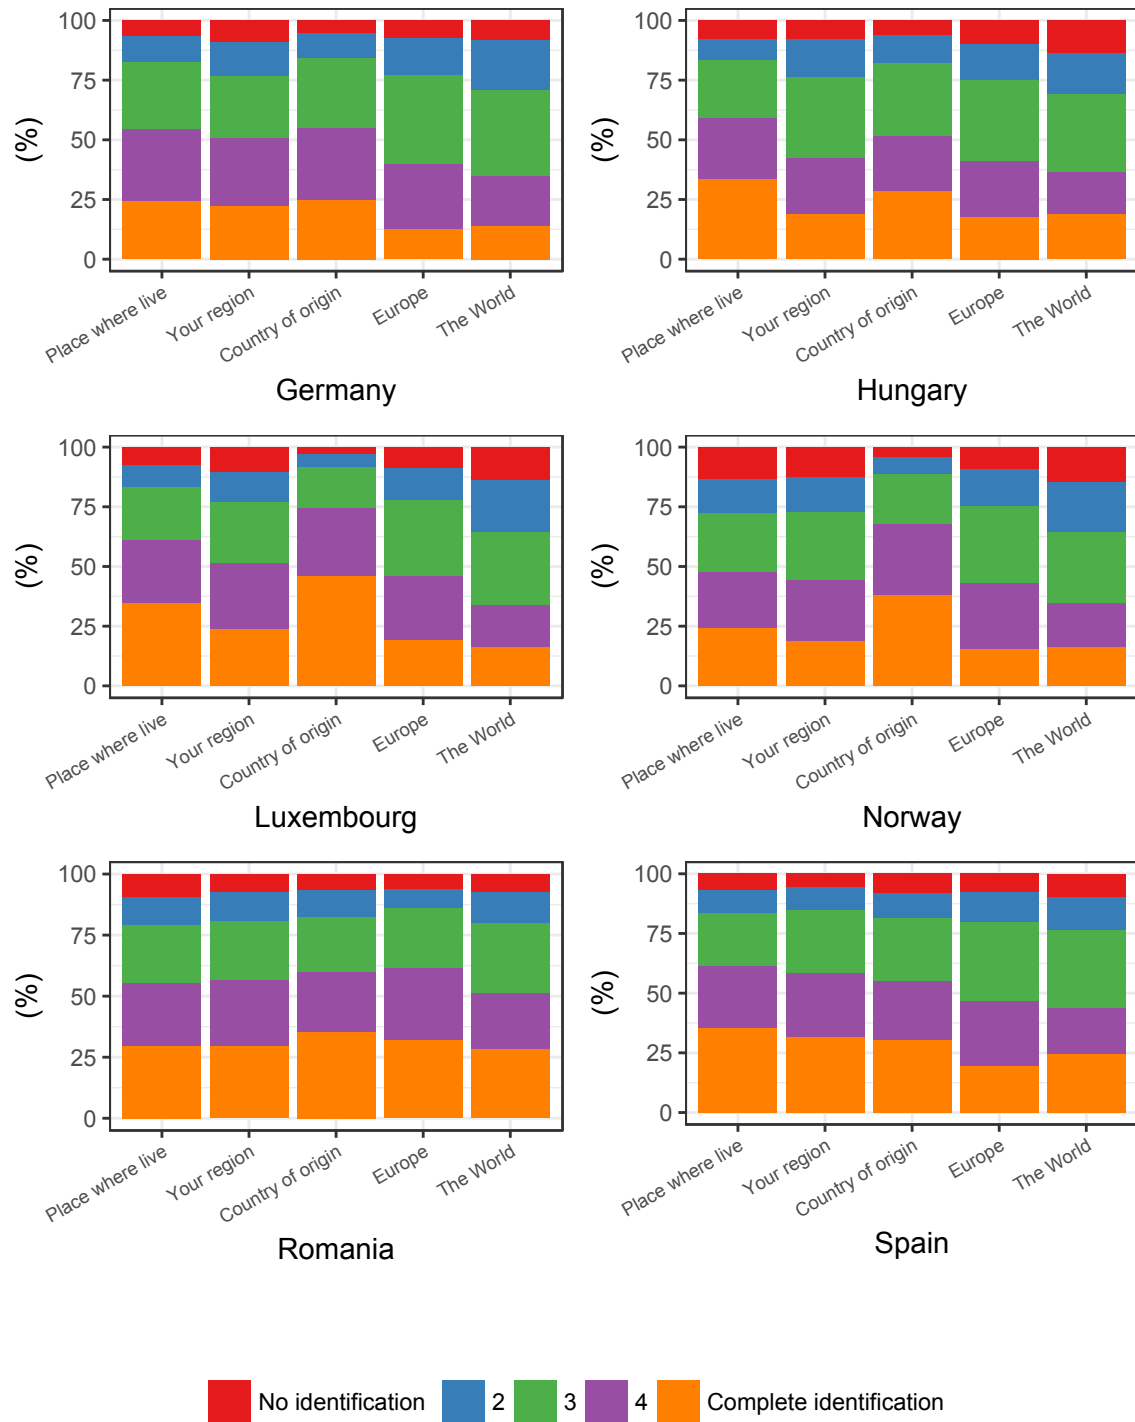 100
75
50
25
0
(%)
Place where live
Your region
Country of origin
Europe
The World
Germany
100
75
50
25
0
(%)
Place where live
Your region
Country of origin
Europe
The World
Hungary
100
75
50
25
0
(%)
Place where live
Your region
Country of origin
Europe
The World
Luxembourg
100
75
50
25
0
(%)
Place where live
Your region
Country of origin
Europe
The World
Norway
100
75
50
25
0
(%)
Place where live
Your region
Country of origin
Europe
The World
Romania
100
75
50
25
0
(%)
Place where live
Your region
Country of origin
Europe
The World
Spain
No identification 2 3 4 Complete identification